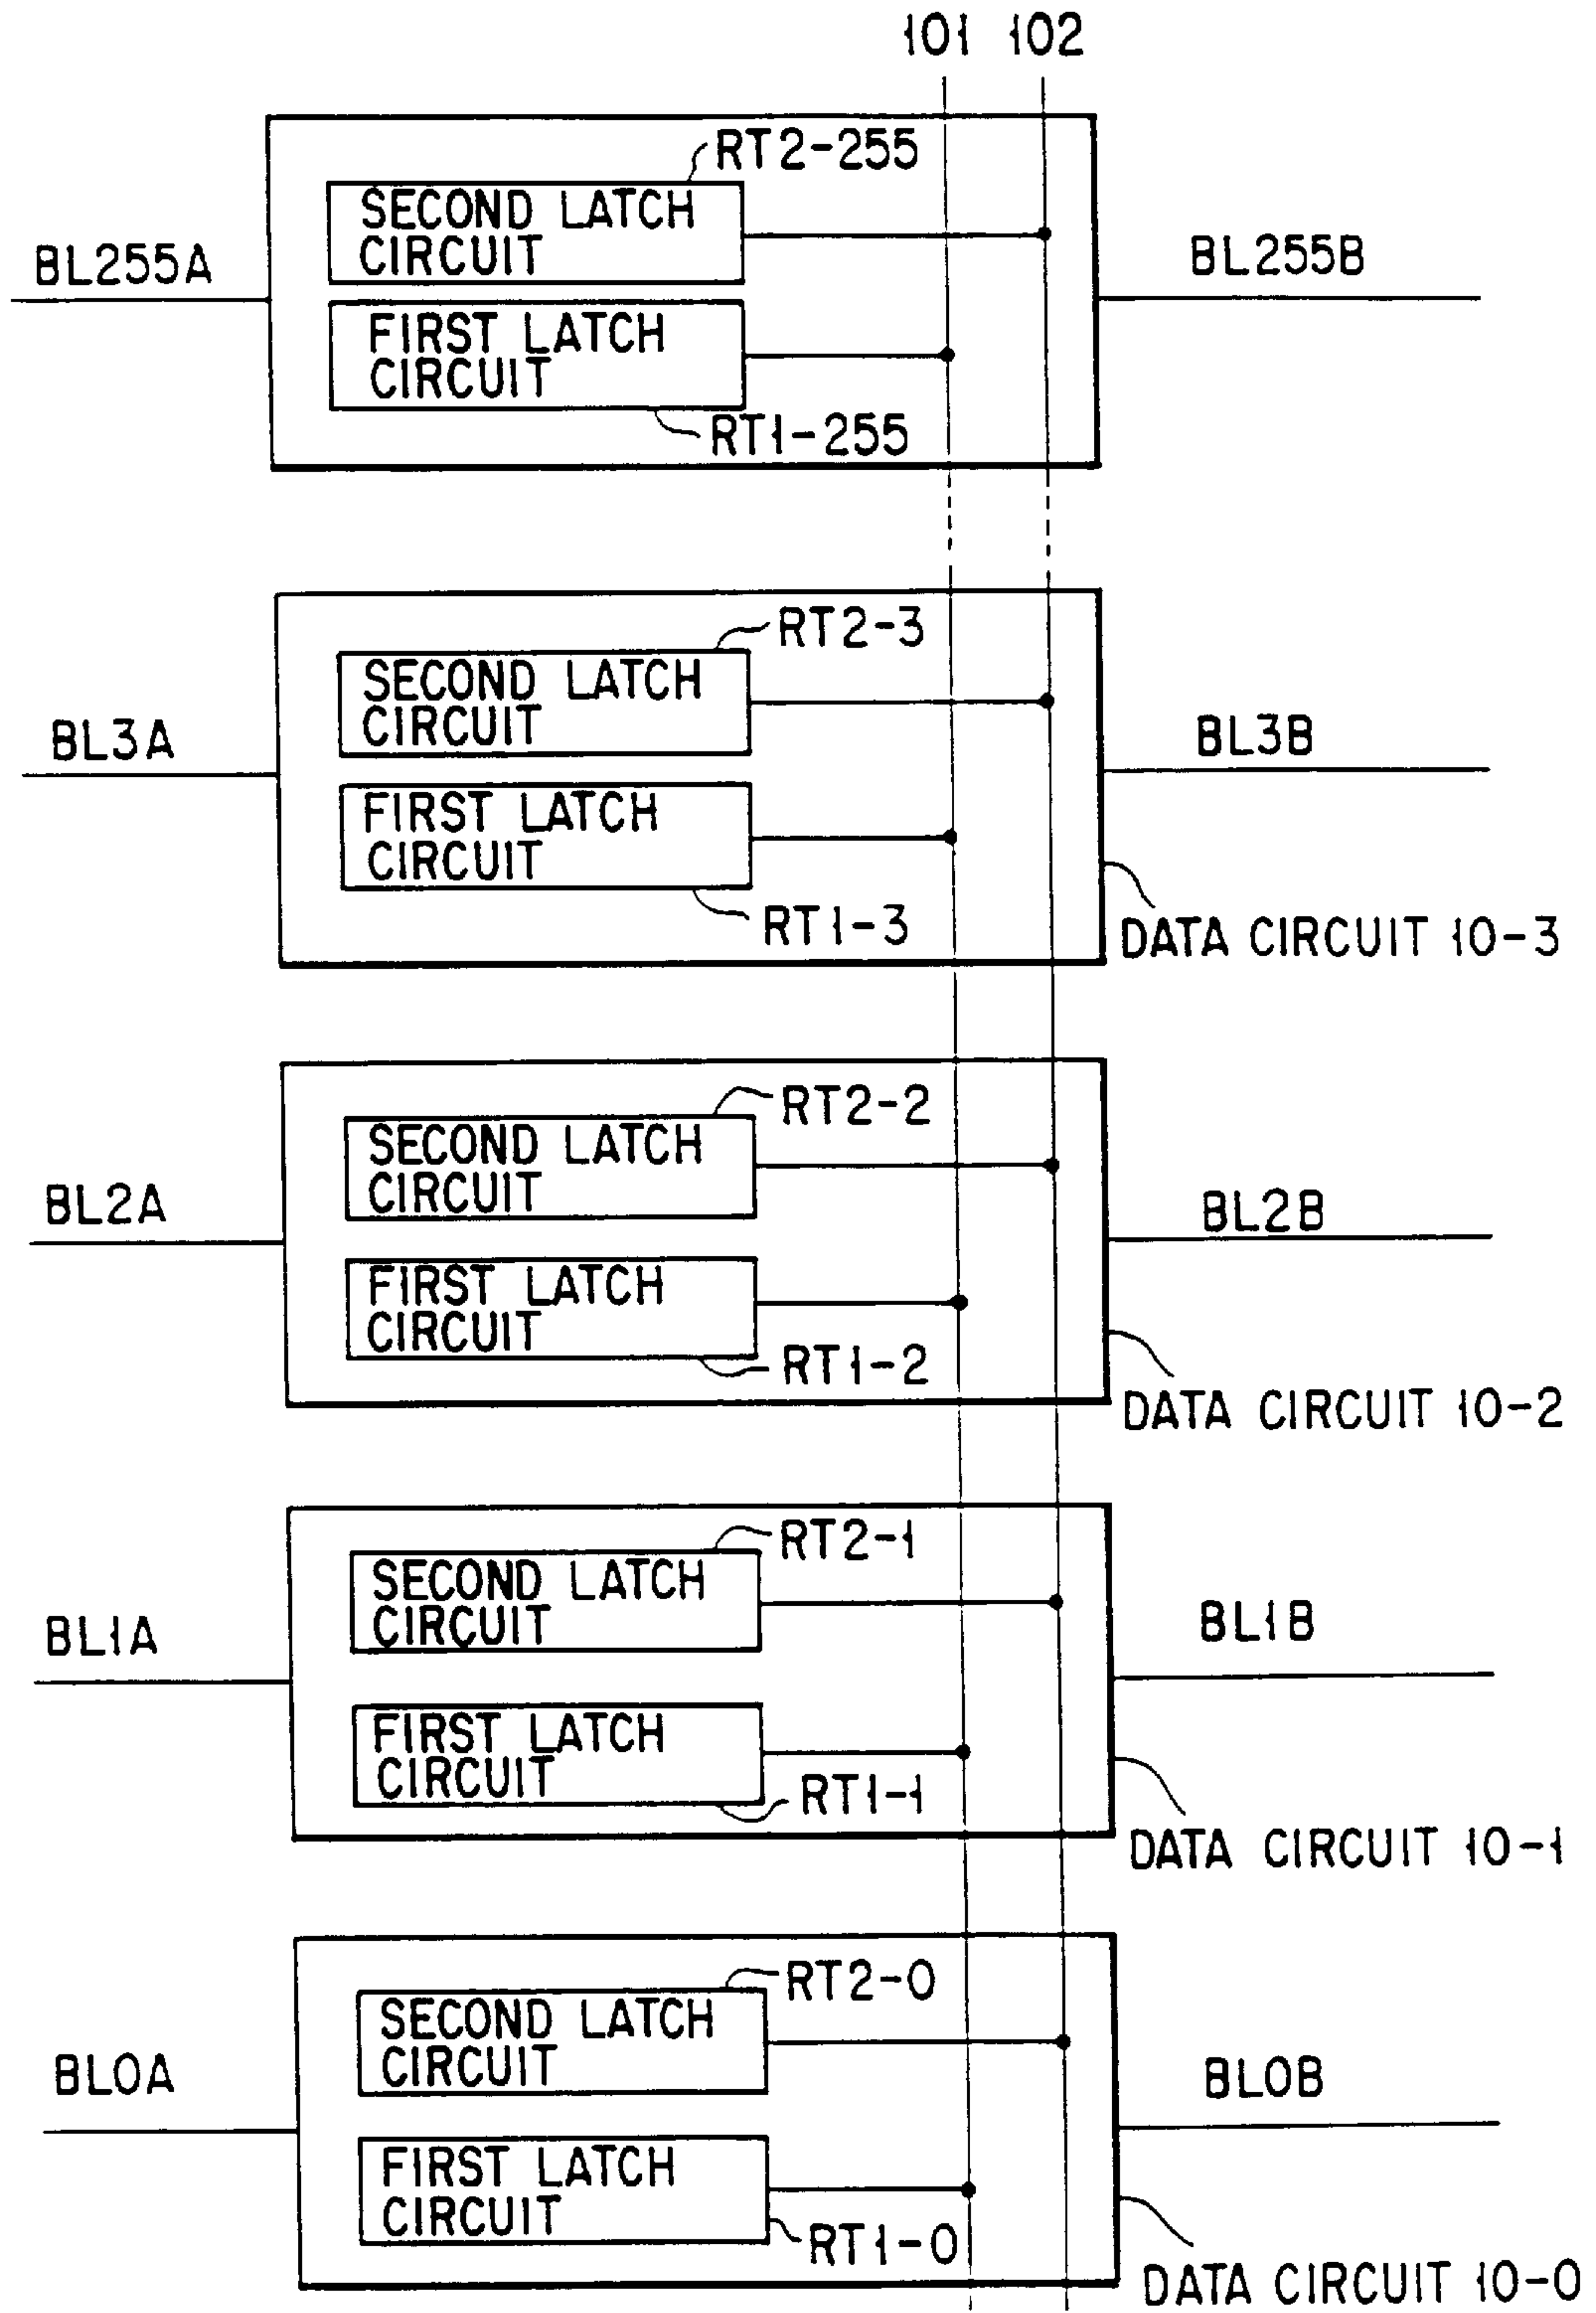 101 102
RT2-255
SECOND LATCH
CIRCUIT
BL255A
BL255B
FIRST LATCH
CIRCUIT
RT1-255
RT2-3
SECOND LATCH
CIRCUIT
BL3A
BL3B
FIRST LATCH
CIRCUIT
RT1-3
DATA CIRCUIT 10-3
RT2-2
SECOND LATCH
CIRCUIT
BL2A
BL2B
FIRST LATCH
CIRCUIT
RT1-2
DATA CIRCUIT 10-2
RT2-1
SECOND LATCH
CIRCUIT
BL1A
BL1B
FIRST LATCH
CIRCUIT
RT1-1
DATA CIRCUIT 10-1
RT2-0
SECOND LATCH
CIRCUIT
BL0A
BL0B
FIRST LATCH
CIRCUIT
RT1-0
DATA CIRCUIT 10-0